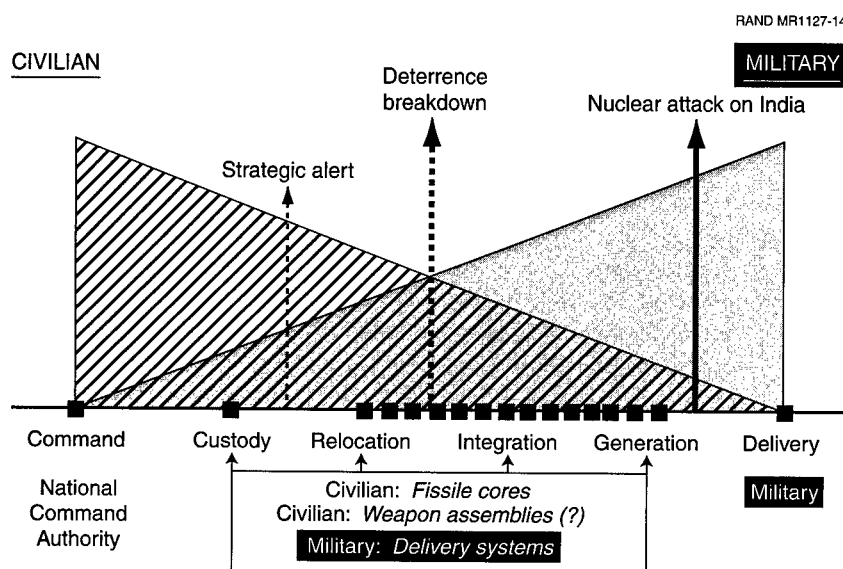 RAND MR1127-14
CIVILIAN
MILITARY
Deterrence
breakdown
Nuclear attack on India
Strategic alert
Command
Custody
Relocation
Integration
Generation
Delivery
National
Command
Authority
Civilian: Fissile cores
Civilian: Weapon assemblies (?)
Military: Delivery systems
Military